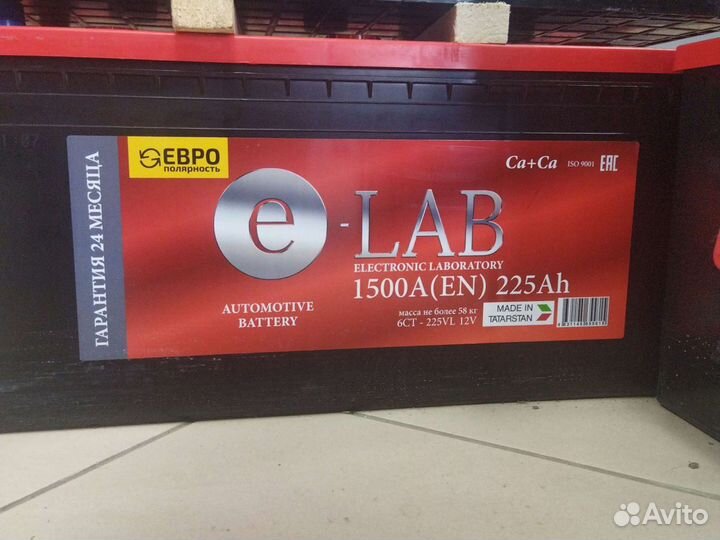 ГАРАНТИЯ 24 МЕСЯЦА
ЕВРО
полярность
Ca+Ca ISO 9001 EAC
e-LAB
ELECTRONIC LABORATORY
1500A(EN) 225Ah
AUTOMOTIVE
BATTERY
масса не более 58 кг
6СТ - 225VL 12V
MADE IN
TATARSTAN
Avito